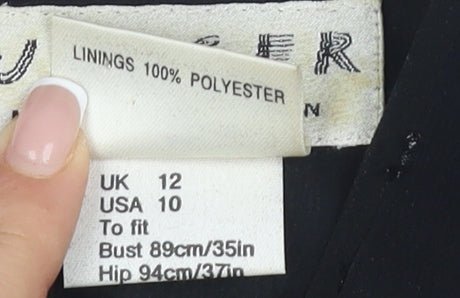 LININGS 100% POLYESTER
UK 12
USA 10
To fit
Bust 89cm/35in
Hip 94cm/37in